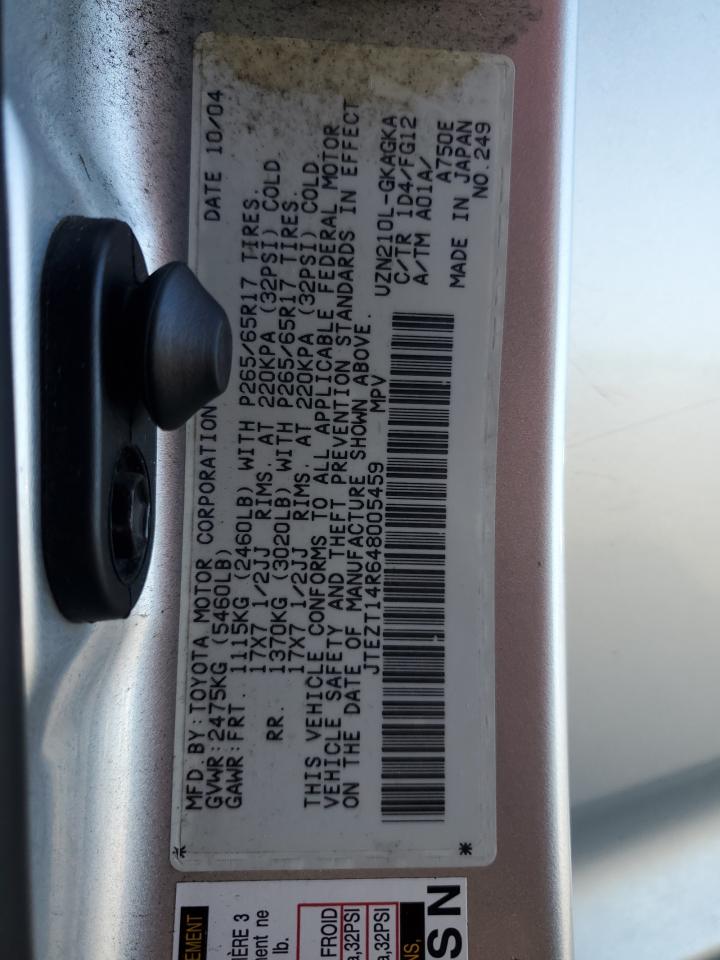 MFD.BY:TOYOTA MOTOR CORPORATION DATE 10/04
GVWR:2475KG (5460LB)
GAWR:FRT. 1115KG (2460LB) WITH P265/65R17 TIRES.
17X7 1/2JJ RIMS. AT 220KPA (32PSI) COLD.
RR. 1370KG (3020LB) WITH P265/65R17 TIRES.
17X7 1/2JJ RIMS. AT 220KPA (32PSI) COLD.
THIS VEHICLE CONFORMS TO ALL APPLICABLE FEDERAL MOTOR
VEHICLE SAFETY AND THEFT PREVENTION STANDARDS IN EFFECT
ON THE DATE OF MANUFACTURE SHOWN ABOVE.
JTEZT14R648005459 MPV
UZN210L-GKAGKA
C/TR 1D4/FG12
A/TM A01A/
A750E
MADE IN JAPAN
NO.249
FROID
,32PSI
,32PSI
SN